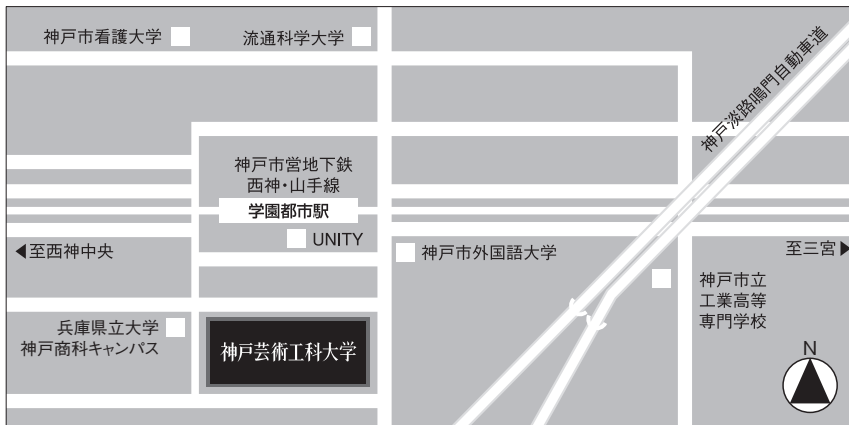 神戸市看護大学
流通科学大学
神戸淡路鳴門自動車道
神戸市営地下鉄
西神・山手線
学園都市駅
UNITY
◀至西神中央
神戸市外国語大学
至三宮▶
神戸市立
工業高等
専門学校
兵庫県立大学
神戸商科キャンパス
神戸芸術工科大学
N